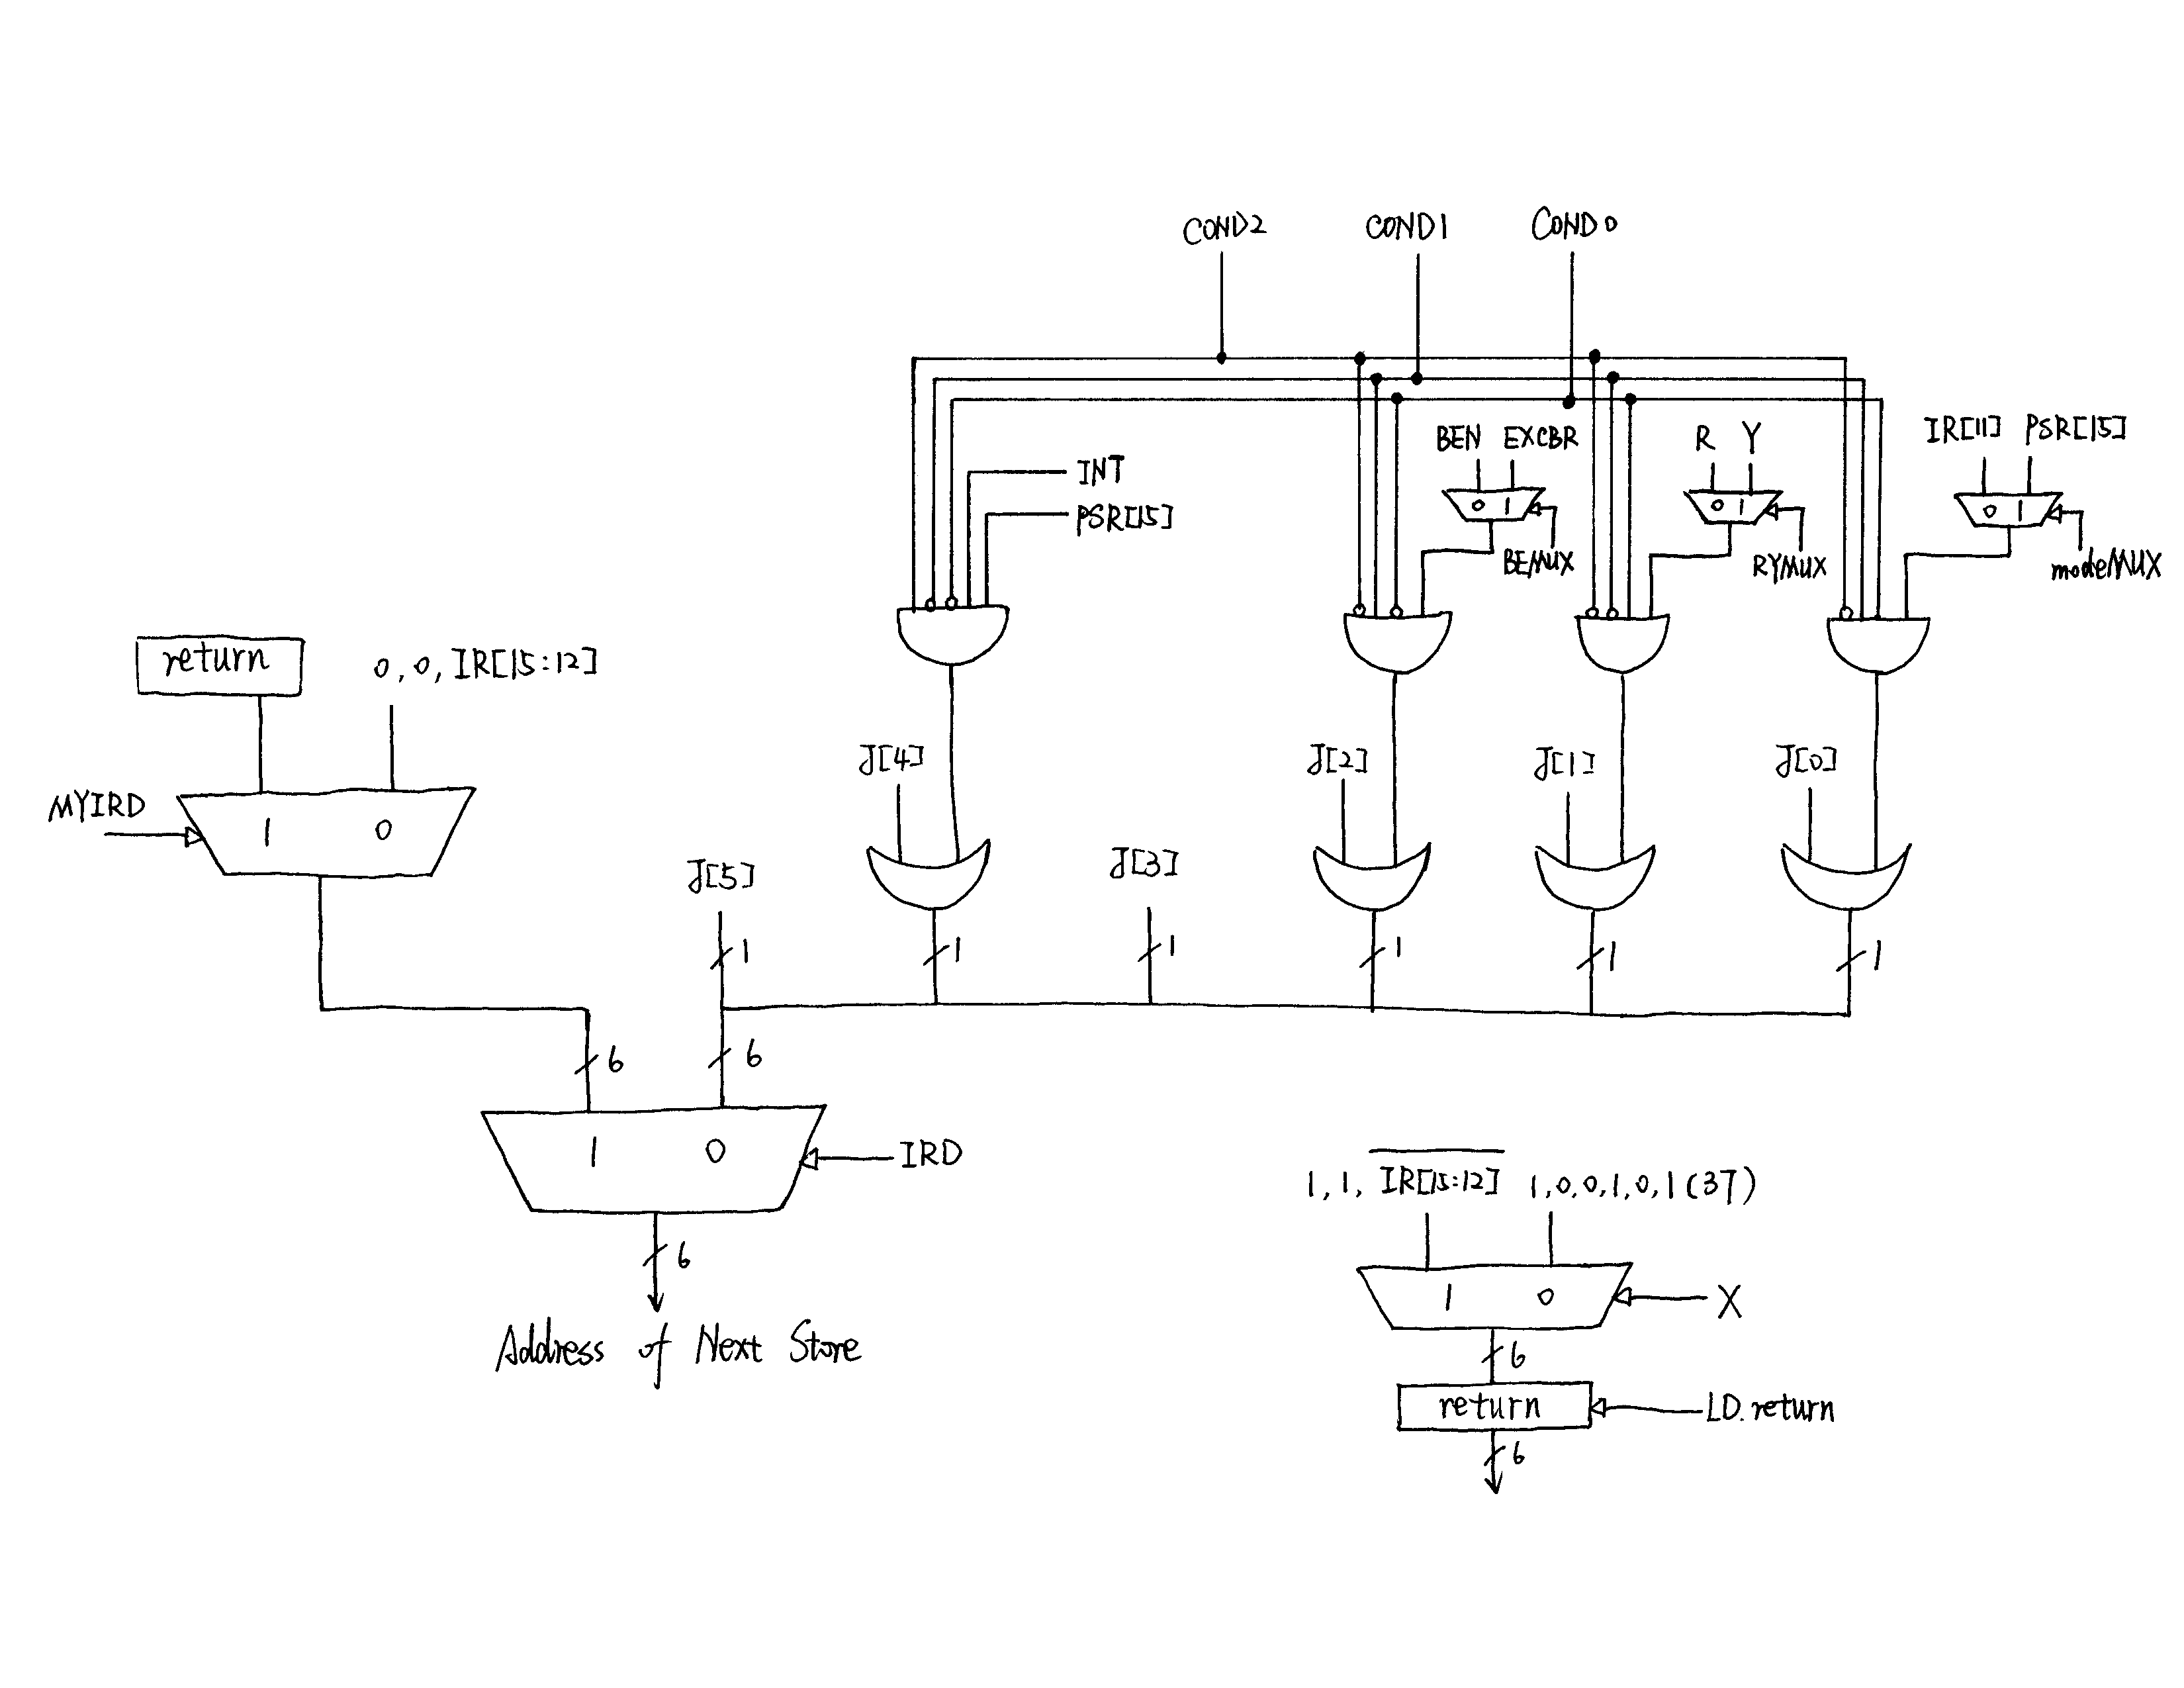 COND2 COND1 COND0
BEN EXCBR R Y IR[11] PSR[15]
INT
0 1 0 1 0 1
PSR[15]
BEMUX RYMUX modeMUX
return 0,0,IR[15:12]
J[4] J[2] J[1] J[0]
MYIRD 1 0
J[5] J[3]
1 1 1 1 1 1
6 6
1 0 IRD
1,1,IR[15:12] 1,0,0,1,0,1(37)
6
1 0 X
Address of Next Store
6
return LD.return
6